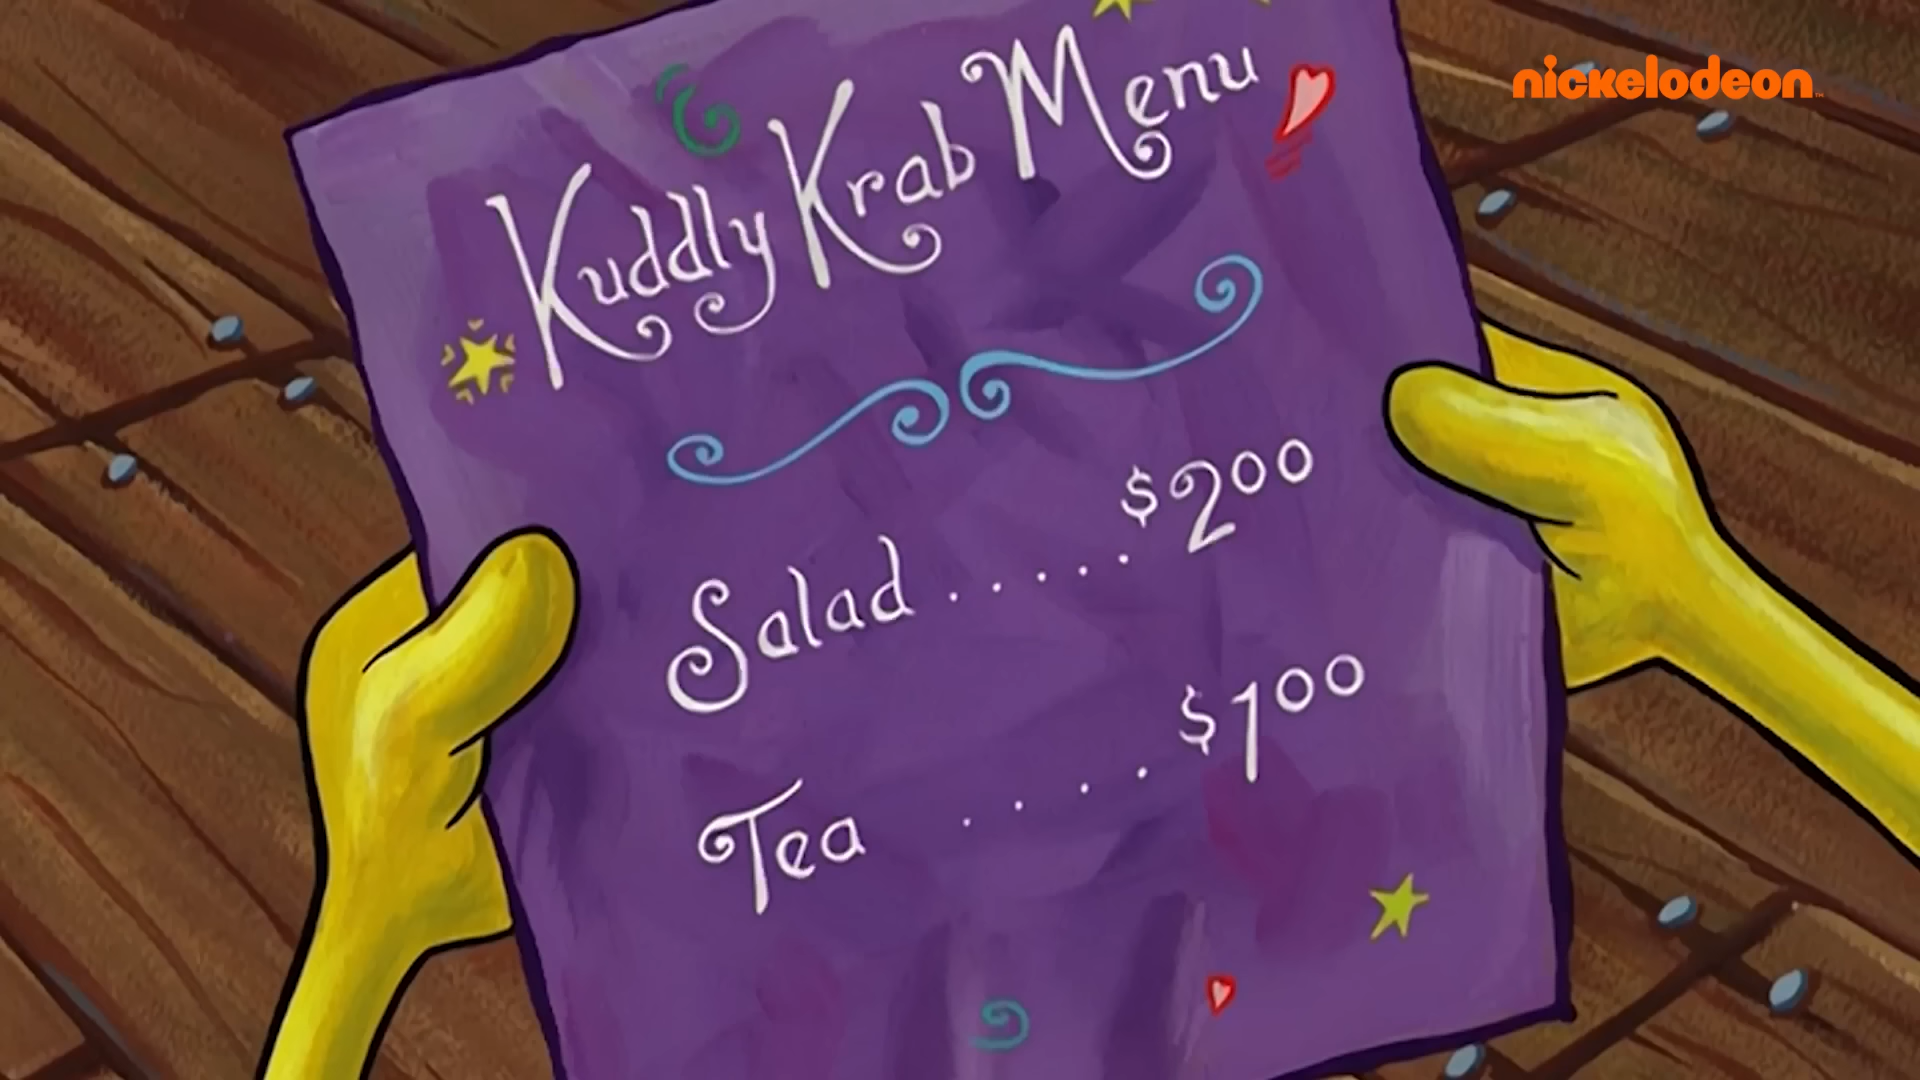 nickelodeon
Kuddly Krab Menu
Salad ..... $200
Tea .... $100